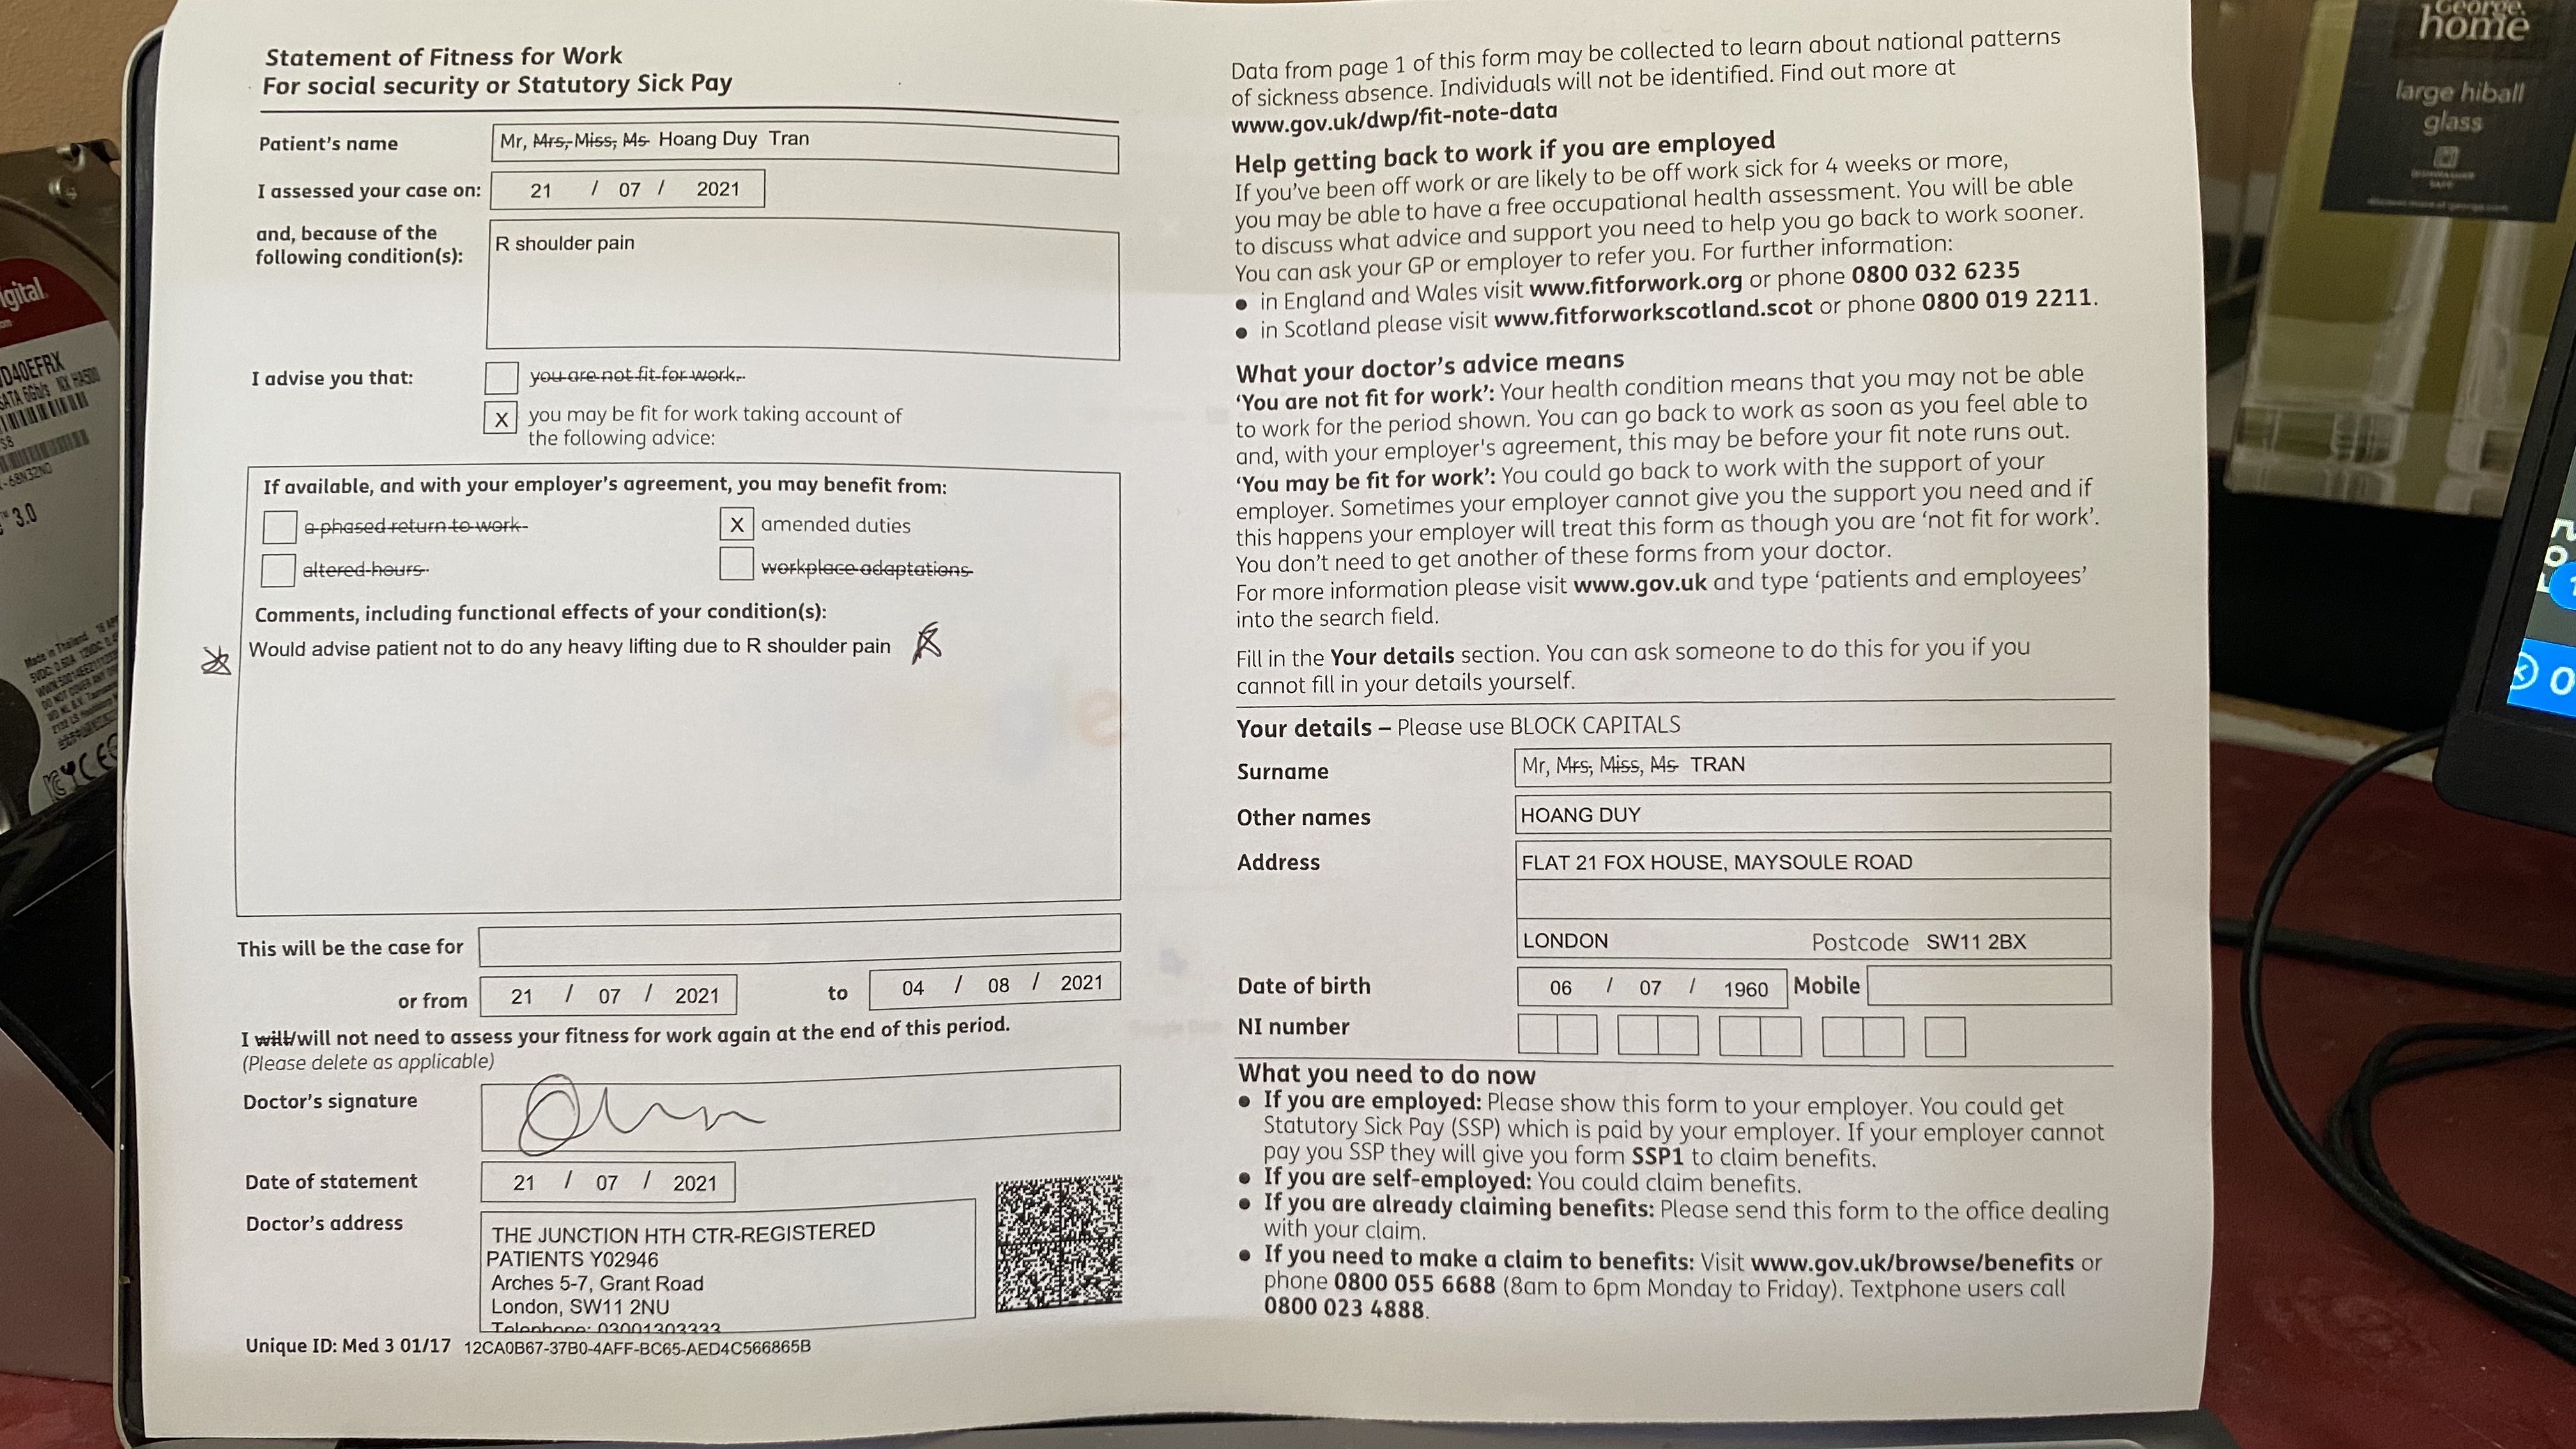 Statement of Fitness for Work
For social security or Statutory Sick Pay
Patient's name
Mr, Mrs, Miss, Ms Hoang Duy Tran
I assessed your case on:
21 / 07 / 2021
and, because of the
following condition(s):
R shoulder pain
I advise you that:
you are not fit for work.
X you may be fit for work taking account of
the following advice:
If available, and with your employer's agreement, you may benefit from:
a phased return to work
X amended duties
altered hours
workplace adaptations
Comments, including functional effects of your condition(s):
Would advise patient not to do any heavy lifting due to R shoulder pain
This will be the case for
or from 21 / 07 / 2021 to 04 / 08 / 2021
I will/will not need to assess your fitness for work again at the end of this period.
(Please delete as applicable)
Doctor's signature
Date of statement
21 / 07 / 2021
Doctor's address
THE JUNCTION HTH CTR-REGISTERED
PATIENTS Y02946
Arches 5-7, Grant Road
London, SW11 2NU
Telephone: 03001303333
Unique ID: Med 3 01/17 12CA0B67-37B0-4AFF-BC65-AED4C566865B
Data from page 1 of this form may be collected to learn about national patterns
of sickness absence. Individuals will not be identified. Find out more at
www.gov.uk/dwp/fit-note-data
Help getting back to work if you are employed
If you've been off work or are likely to be off work sick for 4 weeks or more,
you may be able to have a free occupational health assessment. You will be able
to discuss what advice and support you need to help you go back to work sooner.
You can ask your GP or employer to refer you. For further information:
● in England and Wales visit www.fitforwork.org or phone 0800 032 6235
● in Scotland please visit www.fitforworkscotland.scot or phone 0800 019 2211.
What your doctor's advice means
'You are not fit for work': Your health condition means that you may not be able
to work for the period shown. You can go back to work as soon as you feel able to
and, with your employer's agreement, this may be before your fit note runs out.
'You may be fit for work': You could go back to work with the support of your
employer. Sometimes your employer cannot give you the support you need and if
this happens your employer will treat this form as though you are 'not fit for work'.
You don't need to get another of these forms from your doctor.
For more information please visit www.gov.uk and type 'patients and employees'
into the search field.
Fill in the Your details section. You can ask someone to do this for you if you
cannot fill in your details yourself.
Your details – Please use BLOCK CAPITALS
Surname
Mr, Mrs, Miss, Ms TRAN
Other names
HOANG DUY
Address
FLAT 21 FOX HOUSE, MAYSOULE ROAD
LONDON Postcode SW11 2BX
Date of birth
06 / 07 / 1960 Mobile
NI number
What you need to do now
● If you are employed: Please show this form to your employer. You could get
Statutory Sick Pay (SSP) which is paid by your employer. If your employer cannot
pay you SSP they will give you form SSP1 to claim benefits.
● If you are self-employed: You could claim benefits.
● If you are already claiming benefits: Please send this form to the office dealing
with your claim.
● If you need to make a claim to benefits: Visit www.gov.uk/browse/benefits or
phone 0800 055 6688 (8am to 6pm Monday to Friday). Textphone users call
0800 023 4888.
George.
home
large hiball
glass
igital
D40EFRX
3.0